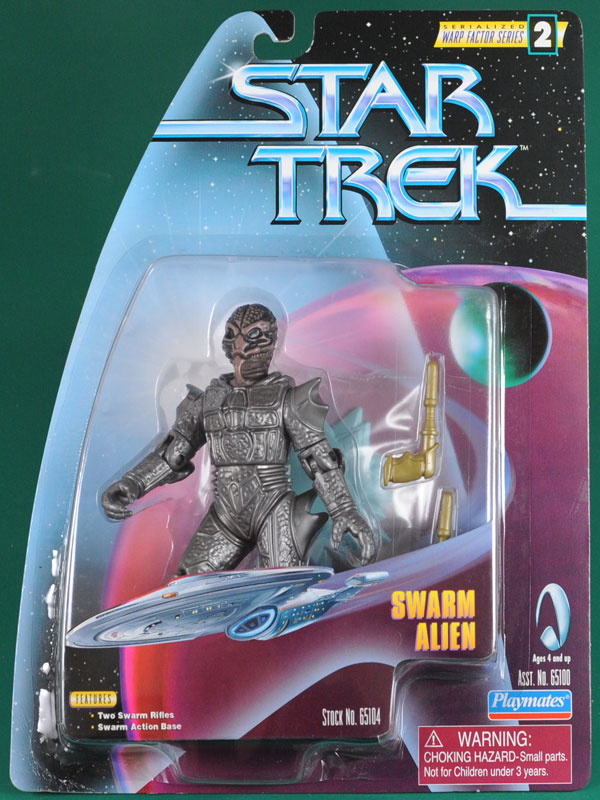 SERIALIZED
WARP FACTOR SERIES 2
STAR
TREK™
SWARM
ALIEN
Ages 4 and up
ASST. NO. 65100
FEATURES
• Two Swarm Rifles
• Swarm Action Base
STOCK NO. 65104
Playmates®
WARNING:
CHOKING HAZARD-Small parts.
Not for Children under 3 years.